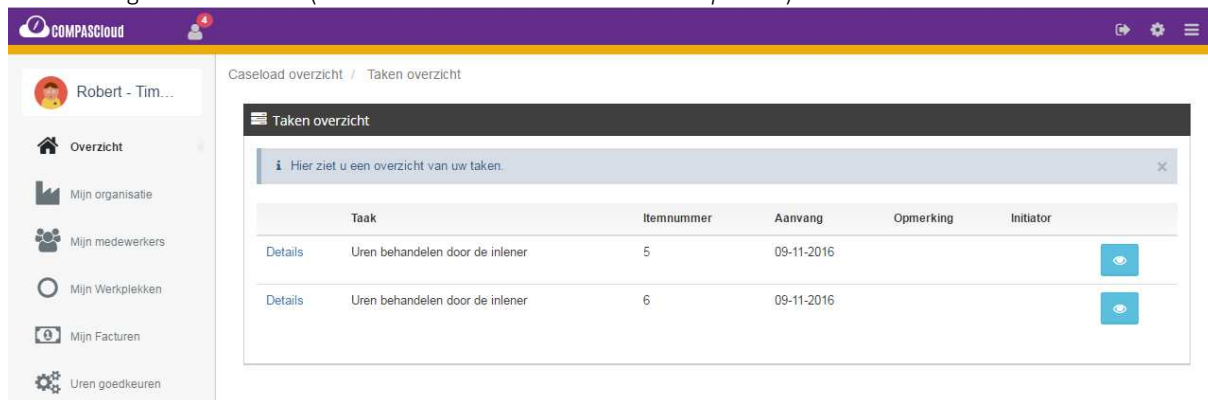 COMPASCloud
4
Robert - Tim...
Overzicht
Mijn organisatie
Mijn medewerkers
Mijn Werkplekken
Mijn Facturen
Uren goedkeuren
Caseload overzicht / Taken overzicht
Taken overzicht
i Hier ziet u een overzicht van uw taken. ×
Taak Itemnummer Aanvang Opmerking Initiator
Details Uren behandelen door de inlener 5 09-11-2016
Details Uren behandelen door de inlener 6 09-11-2016